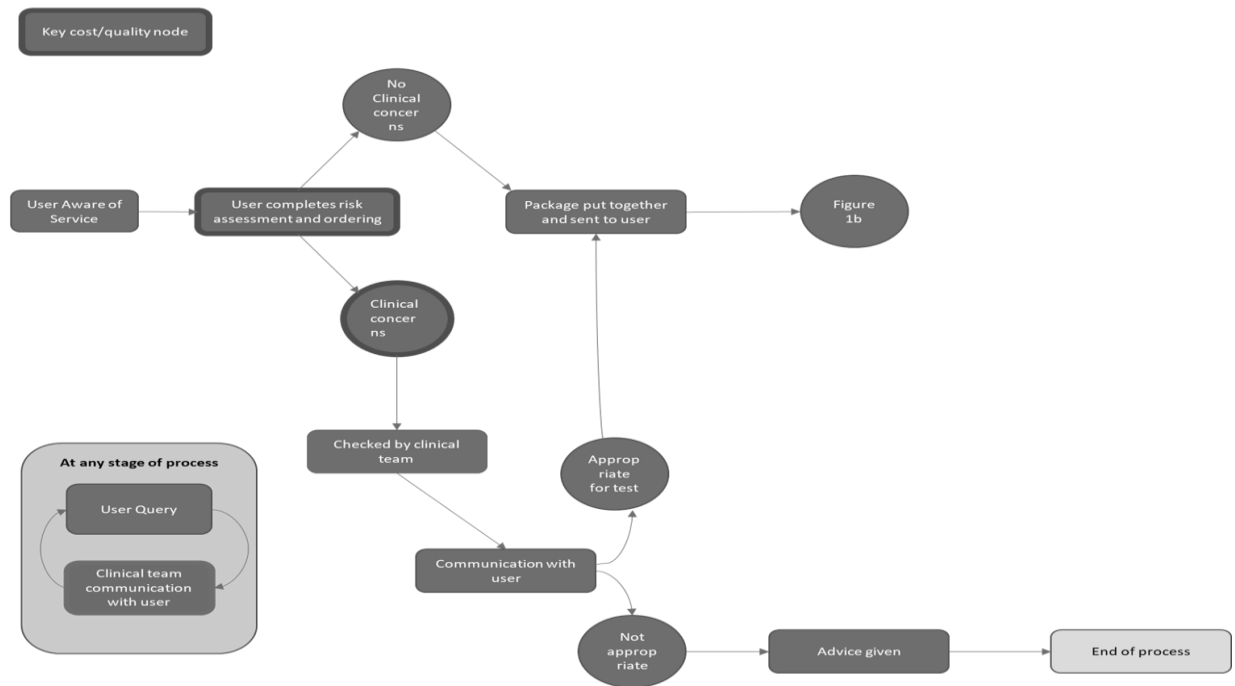 Key cost/quality node
No
Clinical
concer
ns
User Aware of
Service
User completes risk
assessment and ordering
Package put together
and sent to user
Figure
1b
Clinical
concer
ns
Checked by clinical
team
Approp
riate
for test
At any stage of process
User Query
Clinical team
communication
with user
Communication with
user
Not
approp
riate
Advice given
End of process